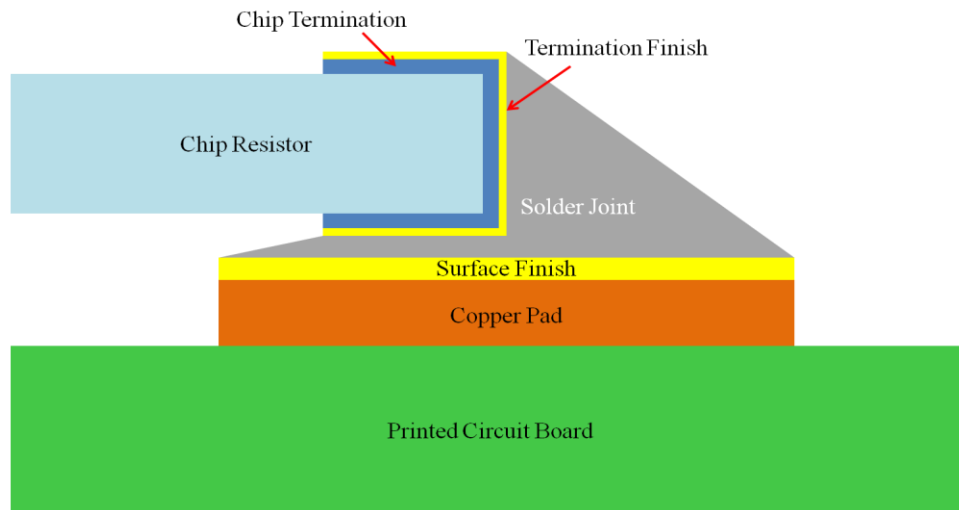 Chip Termination
Termination Finish
Chip Resistor
Solder Joint
Surface Finish
Copper Pad
Printed Circuit Board